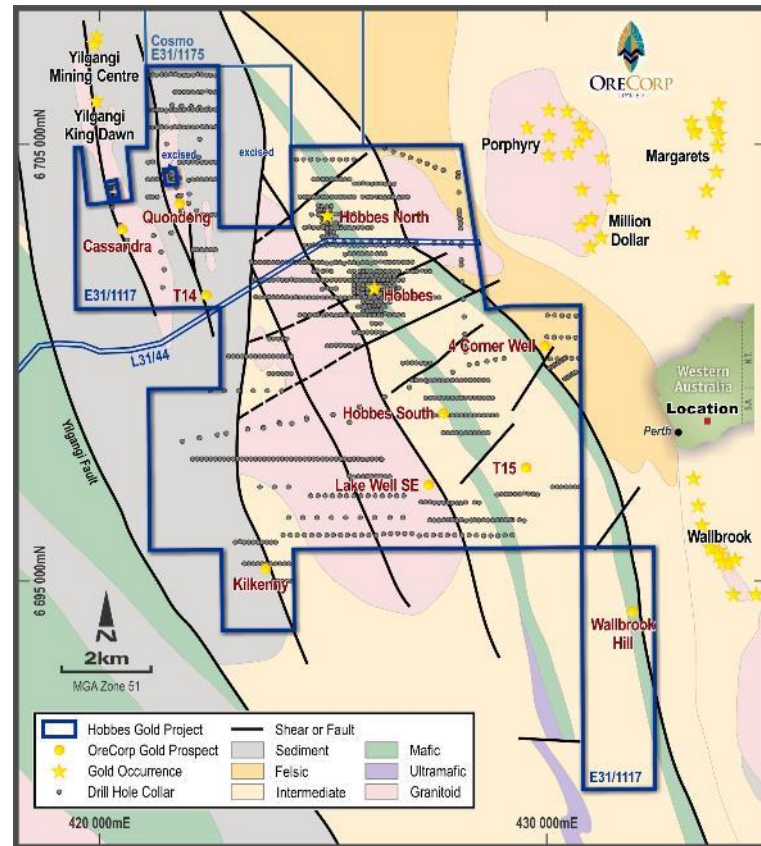 Cosmo
E31/1175
Yilgangi
Mining Centre
Yilgangi
King Dawn
ORECORP
LIMITED
6 705 000mN
excised
excised
Porphyry
Margarets
Million
Dollar
Quondong
Cassandra
Hobbes North
T14
Hobbes
E31/1117
L31/44
4 Corner Well
N.T.
S.A.
Western
Australia
Location
Perth
Yilgangi Fault
Hobbes South
T15
Lake Well SE
Wallbrook
Kilkenny
6 695 000mN
Wallbrook
Hill
N
2km
MGA Zone 51
Hobbes Gold Project
OreCorp Gold Prospect
Gold Occurrence
Drill Hole Collar
Shear or Fault
Sediment
Felsic
Intermediate
Mafic
Ultramafic
Granitoid
E31/1117
420 000mE
430 000mE